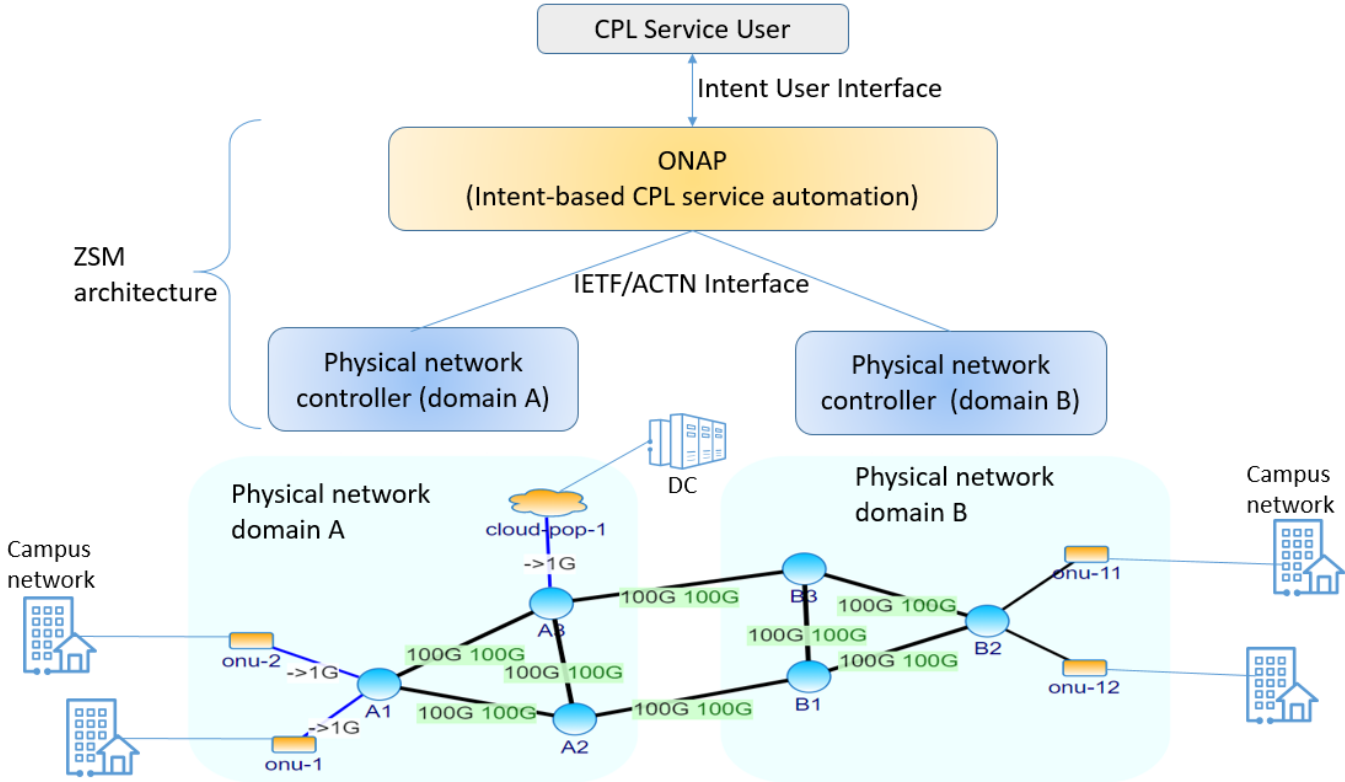 CPL Service User
Intent User Interface
ONAP
(Intent-based CPL service automation)
ZSM
architecture
IETF/ACTN Interface
Physical network
controller (domain A)
Physical network
controller (domain B)
DC
Physical network
domain A
Physical network
domain B
Campus
network
Campus
network
cloud-pop-1
->1G
onu-11
B3
100G 100G
100G 100G
A3
100G 100G
B2
onu-2
->1G
100G 100G
100G 100G
100G 100G
onu-12
A1
B1
->1G
100G 100G
100G 100G
A2
onu-1